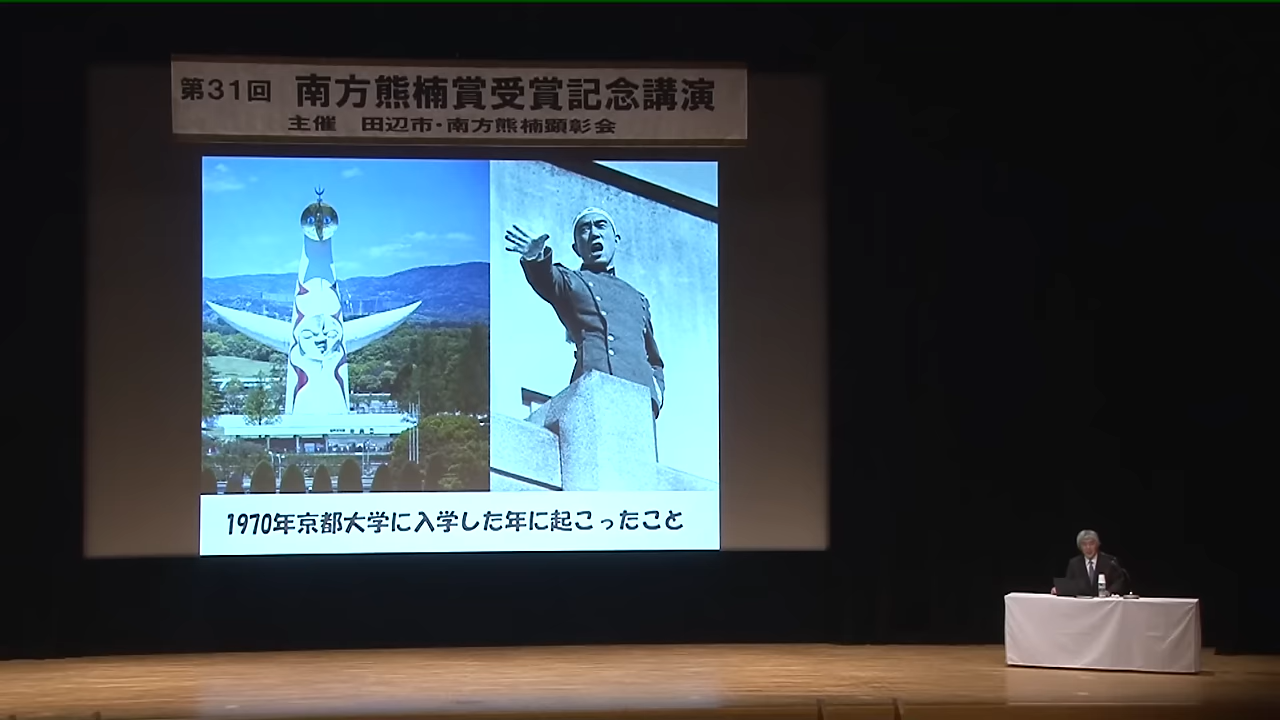 第31回 南方熊楠賞受賞記念講演
主催 田辺市・南方熊楠顕彰会
1970年京都大学に入学した年に起こったこと